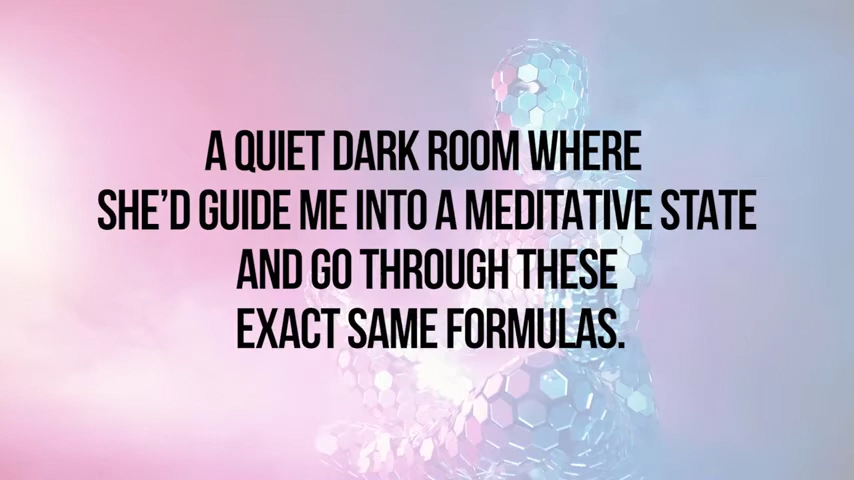 A QUIET DARK ROOM WHERE
SHE'D GUIDE ME INTO A MEDITATIVE STATE
AND GO THROUGH THESE
EXACT SAME FORMULAS.